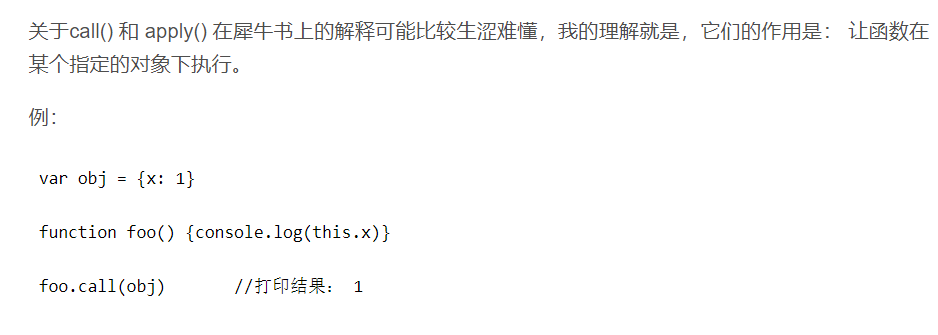 关于call() 和 apply() 在犀牛书上的解释可能比较生涩难懂，我的理解就是，它们的作用是： 让函数在
某个指定的对象下执行。
例：
var obj = {x: 1}
function foo() {console.log(this.x)}
foo.call(obj)      //打印结果： 1